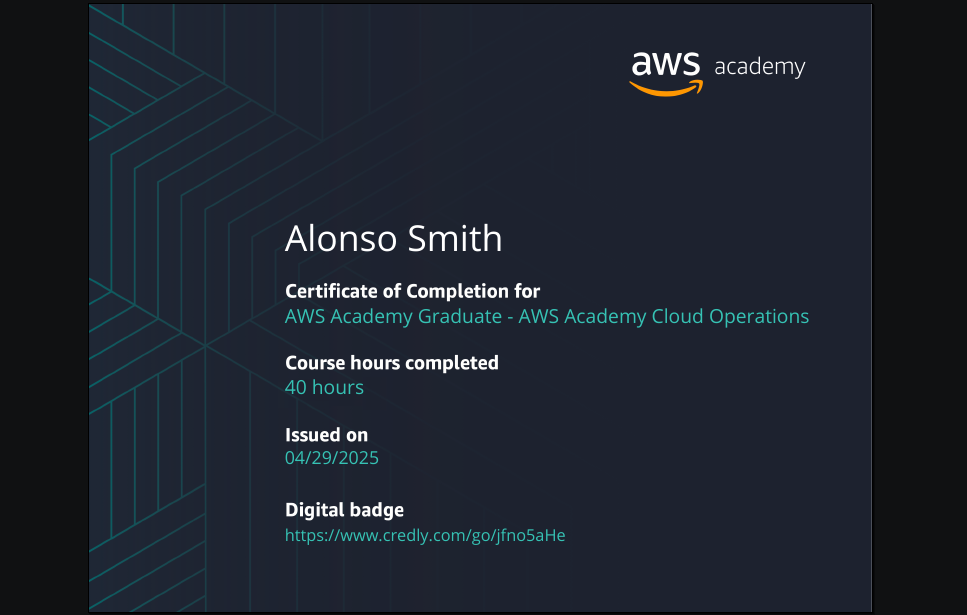 aws academy
Alonso Smith
Certificate of Completion for
AWS Academy Graduate - AWS Academy Cloud Operations
Course hours completed
40 hours
Issued on
04/29/2025
Digital badge
https://www.credly.com/go/jfno5aHe